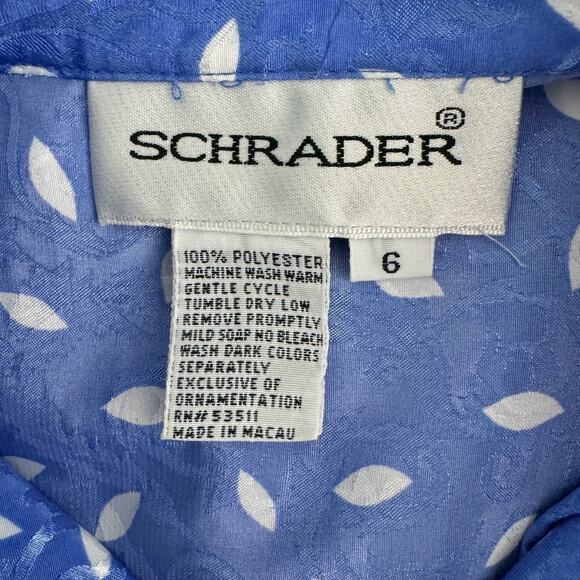 SCHRADER®
6
100% POLYESTER
MACHINE WASH WARM
GENTLE CYCLE
TUMBLE DRY LOW
REMOVE PROMPTLY
MILD SOAP NO BLEACH
WASH DARK COLORS
SEPARATELY
EXCLUSIVE OF
ORNAMENTATION
RN# 53511
MADE IN MACAU